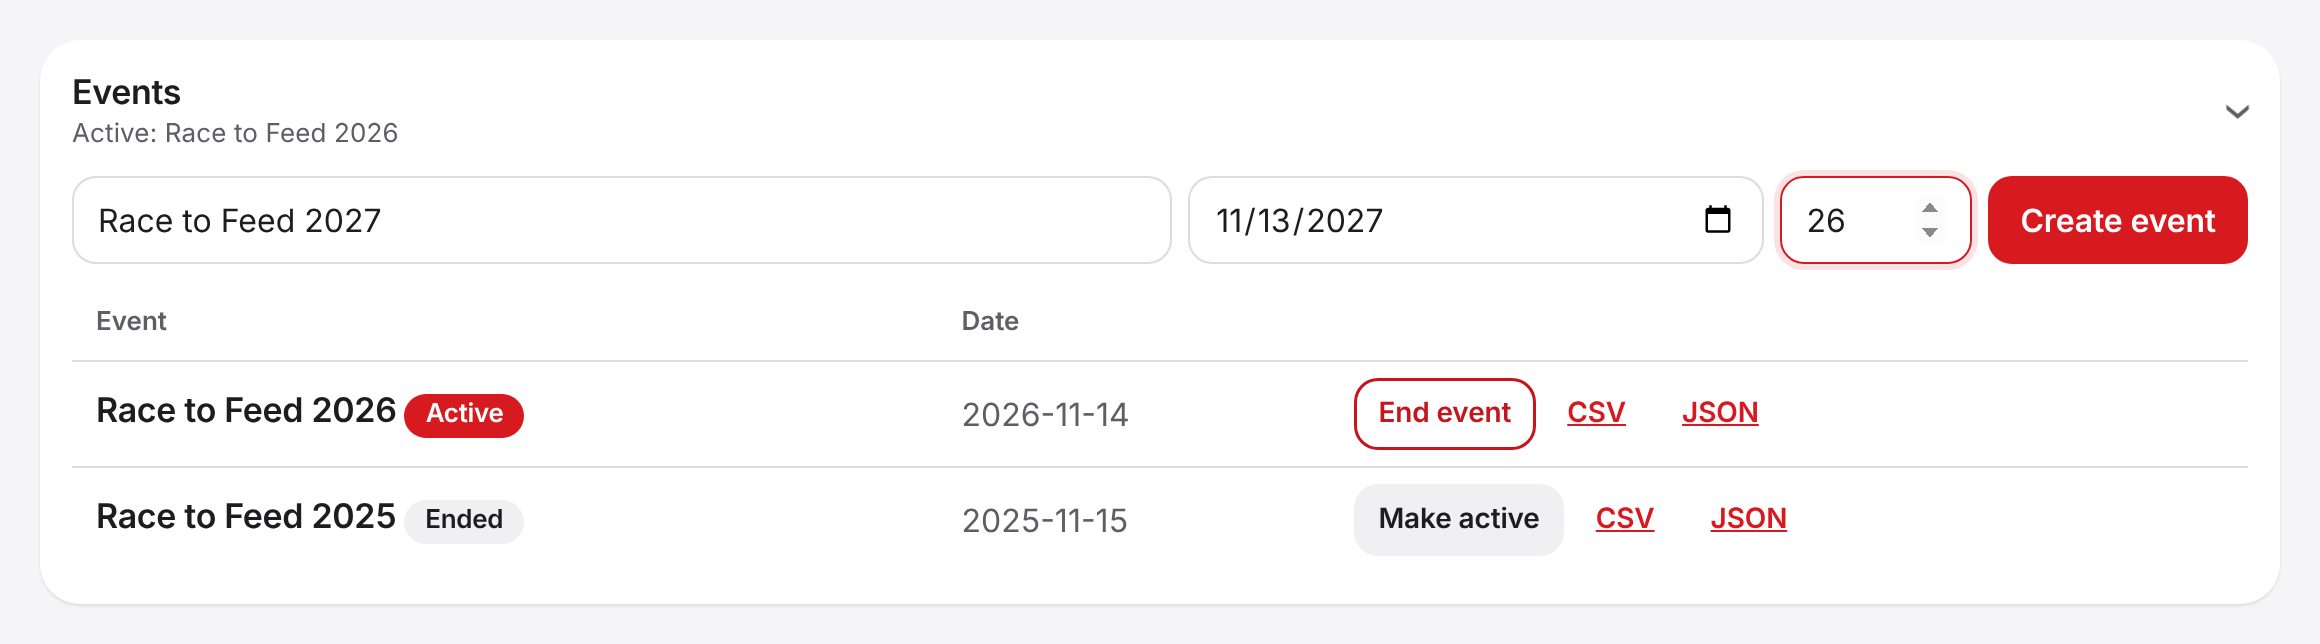 Events
Active: Race to Feed 2026
Race to Feed 2027 11/13/2027 26 Create event
Event Date
Race to Feed 2026 Active 2026-11-14 End event CSV JSON
Race to Feed 2025 Ended 2025-11-15 Make active CSV JSON